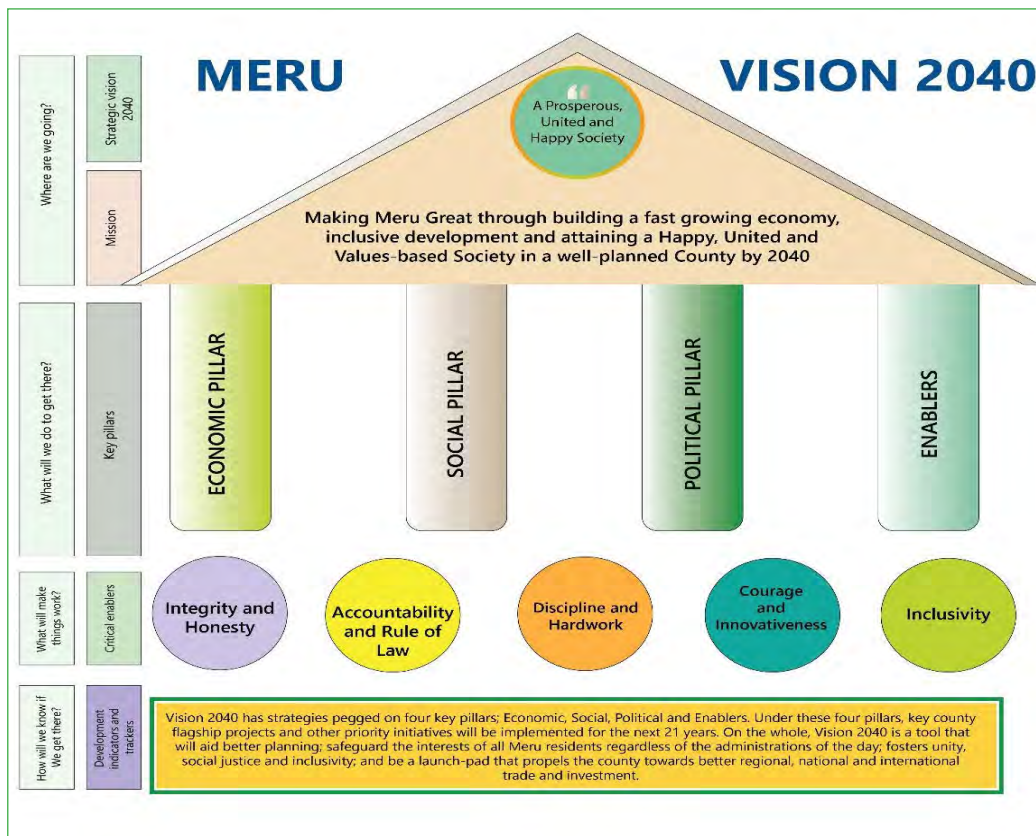 MERU VISION 2040
Where are we going?
Strategic vision
2040
Mission
A Prosperous,
United and
Happy Society
Making Meru Great through building a fast growing economy,
inclusive development and attaining a Happy, United and
Values-based Society in a well-planned County by 2040
What will we do to get there?
Key pillars
ECONOMIC PILLAR
SOCIAL PILLAR
POLITICAL PILLAR
ENABLERS
What will make
things work?
Critical enablers
Integrity and
Honesty
Accountability
and Rule of
Law
Discipline and
Hardwork
Courage
and
Innovativeness
Inclusivity
How will we know if
We get there?
Development
indicators and
trackers
Vision 2040 has strategies pegged on four key pillars; Economic, Social, Political and Enablers. Under these four pillars, key county
flagship projects and other priority initiatives will be implemented for the next 21 years. On the whole, Vision 2040 is a tool that
will aid better planning; safeguard the interests of all Meru residents regardless of the administrations of the day; fosters unity,
social justice and inclusivity; and be a launch-pad that propels the county towards better regional, national and international
trade and investment.